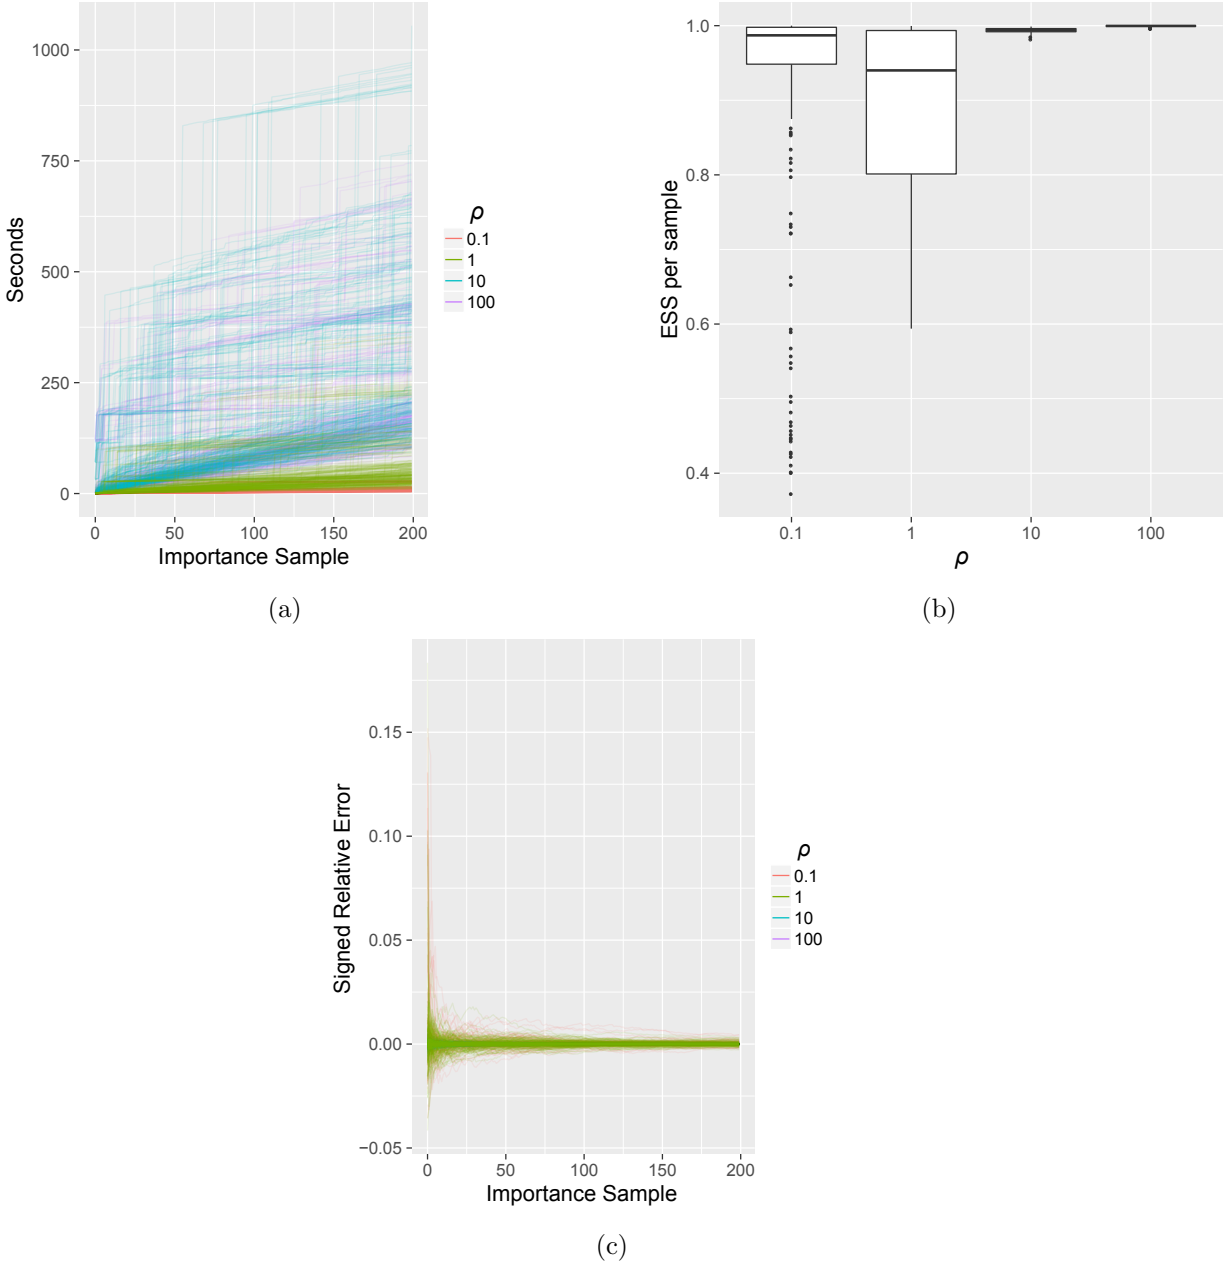 1000
750
500
250
0
Seconds
0 50 100 150 200
Importance Sample
ρ
0.1
1
10
100
(a)
1.0
0.8
0.6
0.4
ESS per sample
0.1 1 10 100
ρ
(b)
0.15
0.10
0.05
0.00
−0.05
Signed Relative Error
0 50 100 150 200
Importance Sample
ρ
0.1
1
10
100
(c)